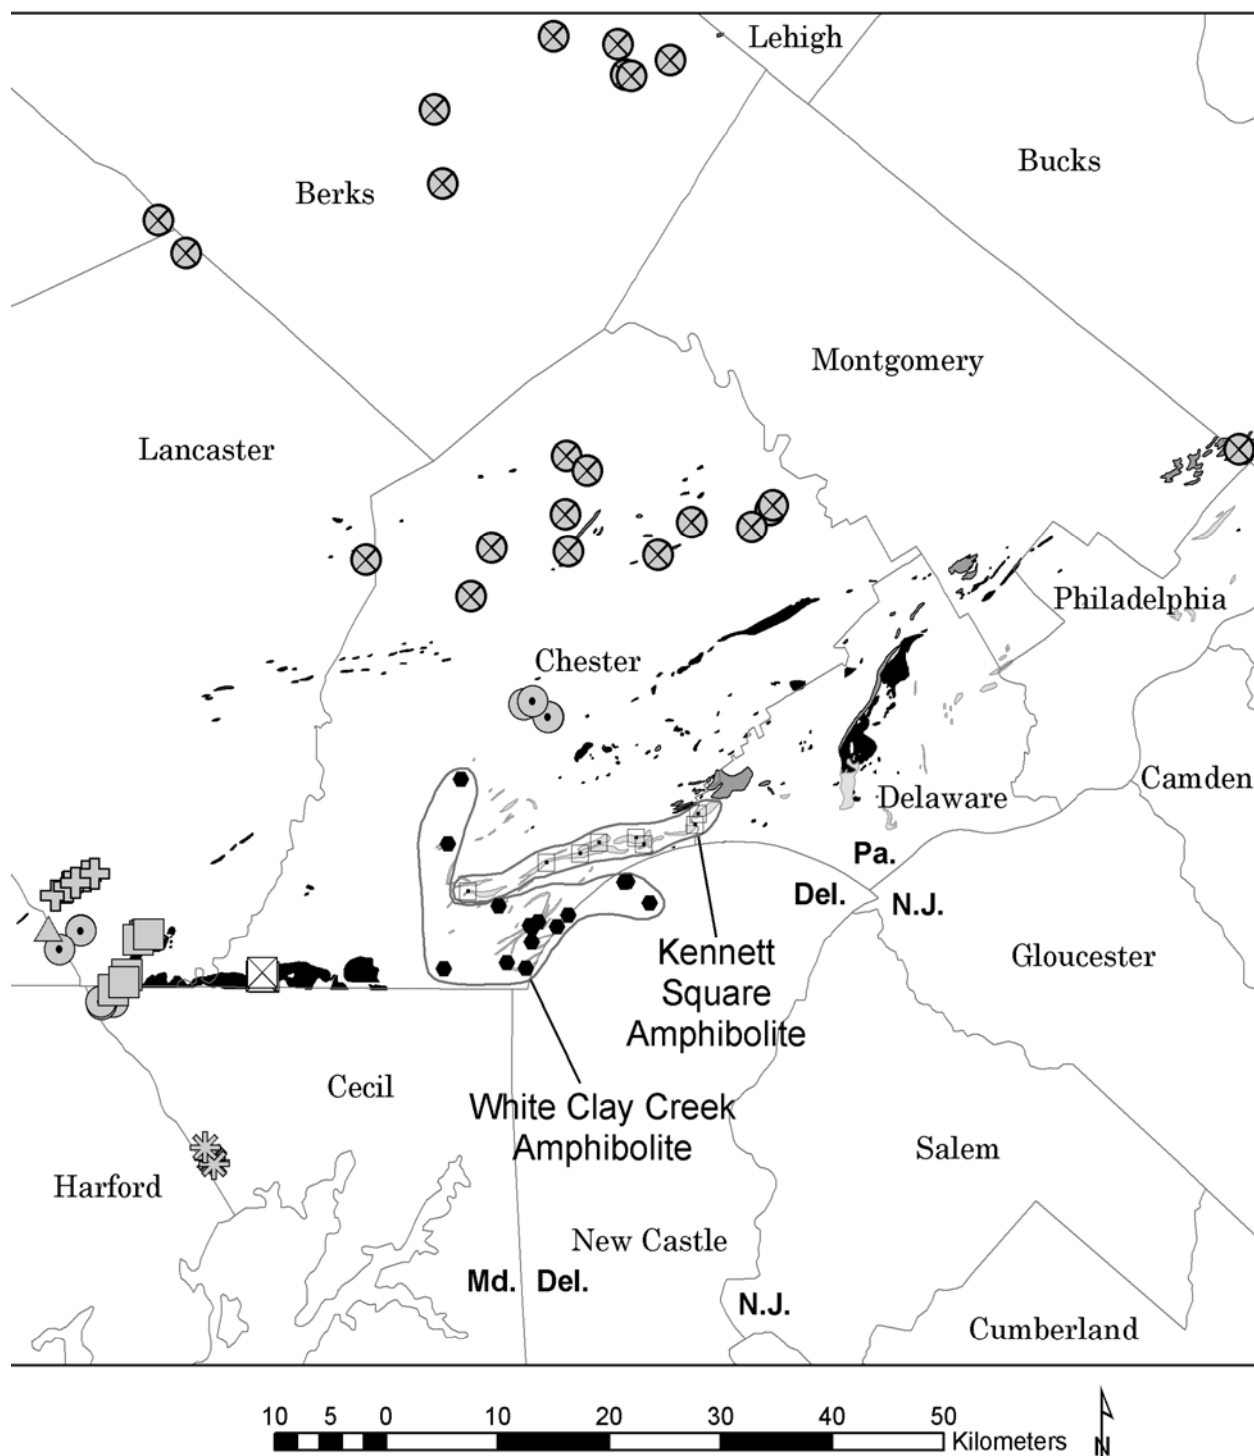 Lehigh
Bucks
Berks
Montgomery
Lancaster
Philadelphia
Chester
Camden
Delaware
Pa.
Del.
N.J.
Kennett
Square
Amphibolite
Gloucester
Cecil
White Clay Creek
Amphibolite
Salem
Harford
New Castle
Md.
Del.
N.J.
Cumberland
10 5 0 10 20 30 40 50
Kilometers
N